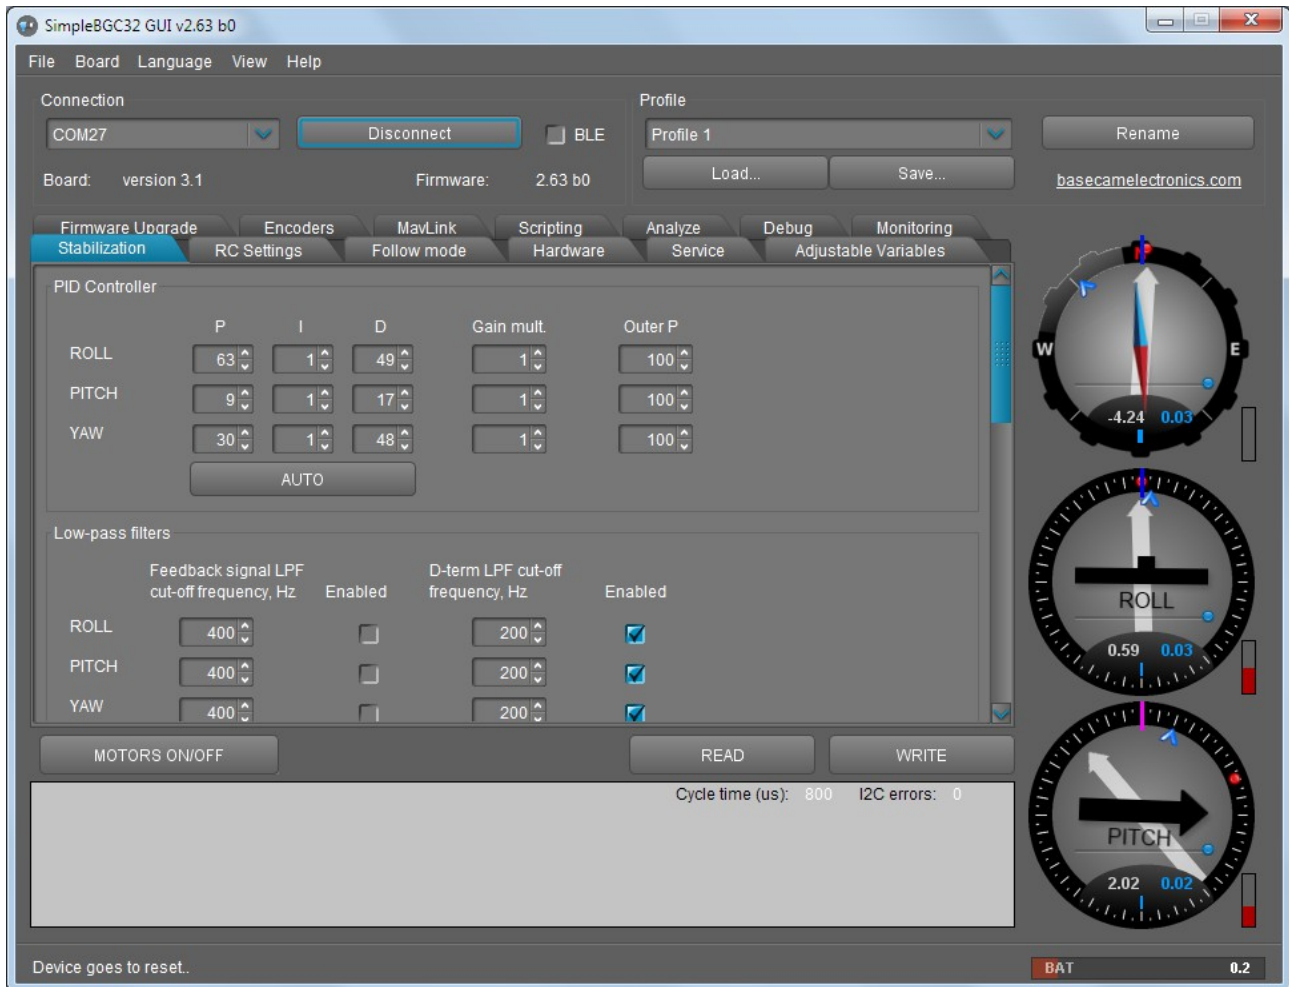 SimpleBGC32 GUI v2.63 b0
File Board Language View Help
Connection
COM27 Disconnect BLE
Board: version 3.1 Firmware: 2.63 b0
Profile
Profile 1 Rename
Load... Save... basecamelectronics.com
Firmware Upgrade Encoders MavLink Scripting Analyze Debug Monitoring
Stabilization RC Settings Follow mode Hardware Service Adjustable Variables
PID Controller
P I D Gain mult. Outer P
ROLL 63 1 49 1 100
PITCH 9 1 17 1 100
YAW 30 1 48 1 100
AUTO
Low-pass filters
Feedback signal LPF
cut-off frequency, Hz Enabled
D-term LPF cut-off
frequency, Hz Enabled
ROLL 400 200
PITCH 400 200
YAW 400 200
MOTORS ON/OFF READ WRITE
Cycle time (us): 800 I2C errors: 0
W E
-4.24 0.03
ROLL
0.59 0.03
PITCH
2.02 0.02
Device goes to reset..
BAT 0.2